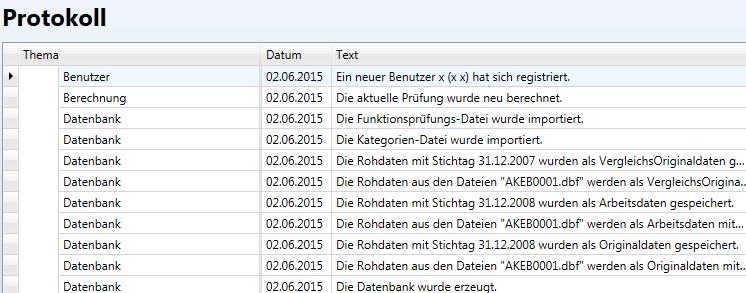 Protokoll
Thema Datum Text
Benutzer 02.06.2015 Ein neuer Benutzer x (x x) hat sich registriert.
Berechnung 02.06.2015 Die aktuelle Prüfung wurde neu berechnet.
Datenbank 02.06.2015 Die Funktionsprüfungs-Datei wurde importiert.
Datenbank 02.06.2015 Die Kategorien-Datei wurde importiert.
Datenbank 02.06.2015 Die Rohdaten mit Stichtag 31.12.2007 wurden als VergleichsOriginaldaten g...
Datenbank 02.06.2015 Die Rohdaten aus den Dateien "AKEB0001.dbf" werden als VergleichsOrigina...
Datenbank 02.06.2015 Die Rohdaten mit Stichtag 31.12.2008 wurden als Arbeitsdaten gespeichert.
Datenbank 02.06.2015 Die Rohdaten aus den Dateien "AKEB0001.dbf" werden als Arbeitsdaten mit...
Datenbank 02.06.2015 Die Rohdaten mit Stichtag 31.12.2008 wurden als Originaldaten gespeichert.
Datenbank 02.06.2015 Die Rohdaten aus den Dateien "AKEB0001.dbf" werden als Originaldaten mit...
Datenbank 02.06.2015 Die Datenbank wurde erzeugt.